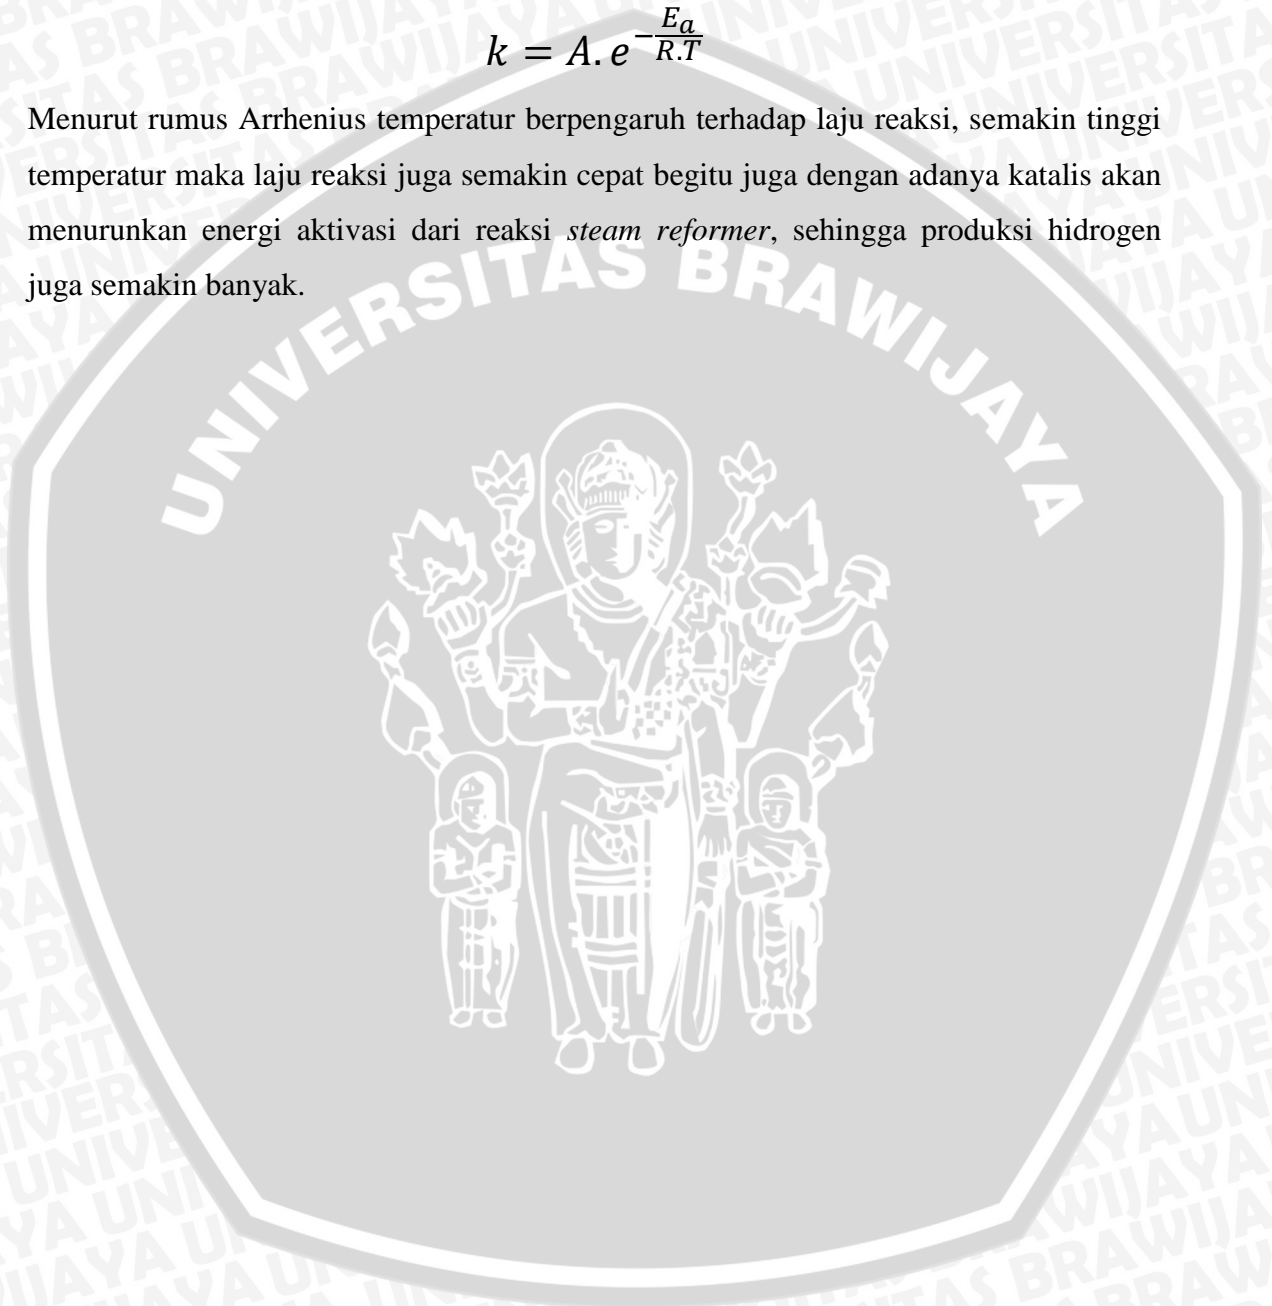 k = A. e^{-\frac{E_a}{R.T}}
Menurut rumus Arrhenius temperatur berpengaruh terhadap laju reaksi, semakin tinggi
temperatur maka laju reaksi juga semakin cepat begitu juga dengan adanya katalis akan
menurunkan energi aktivasi dari reaksi steam reformer, sehingga produksi hidrogen
juga semakin banyak.
UNIVERSITAS BRAWIJAYA